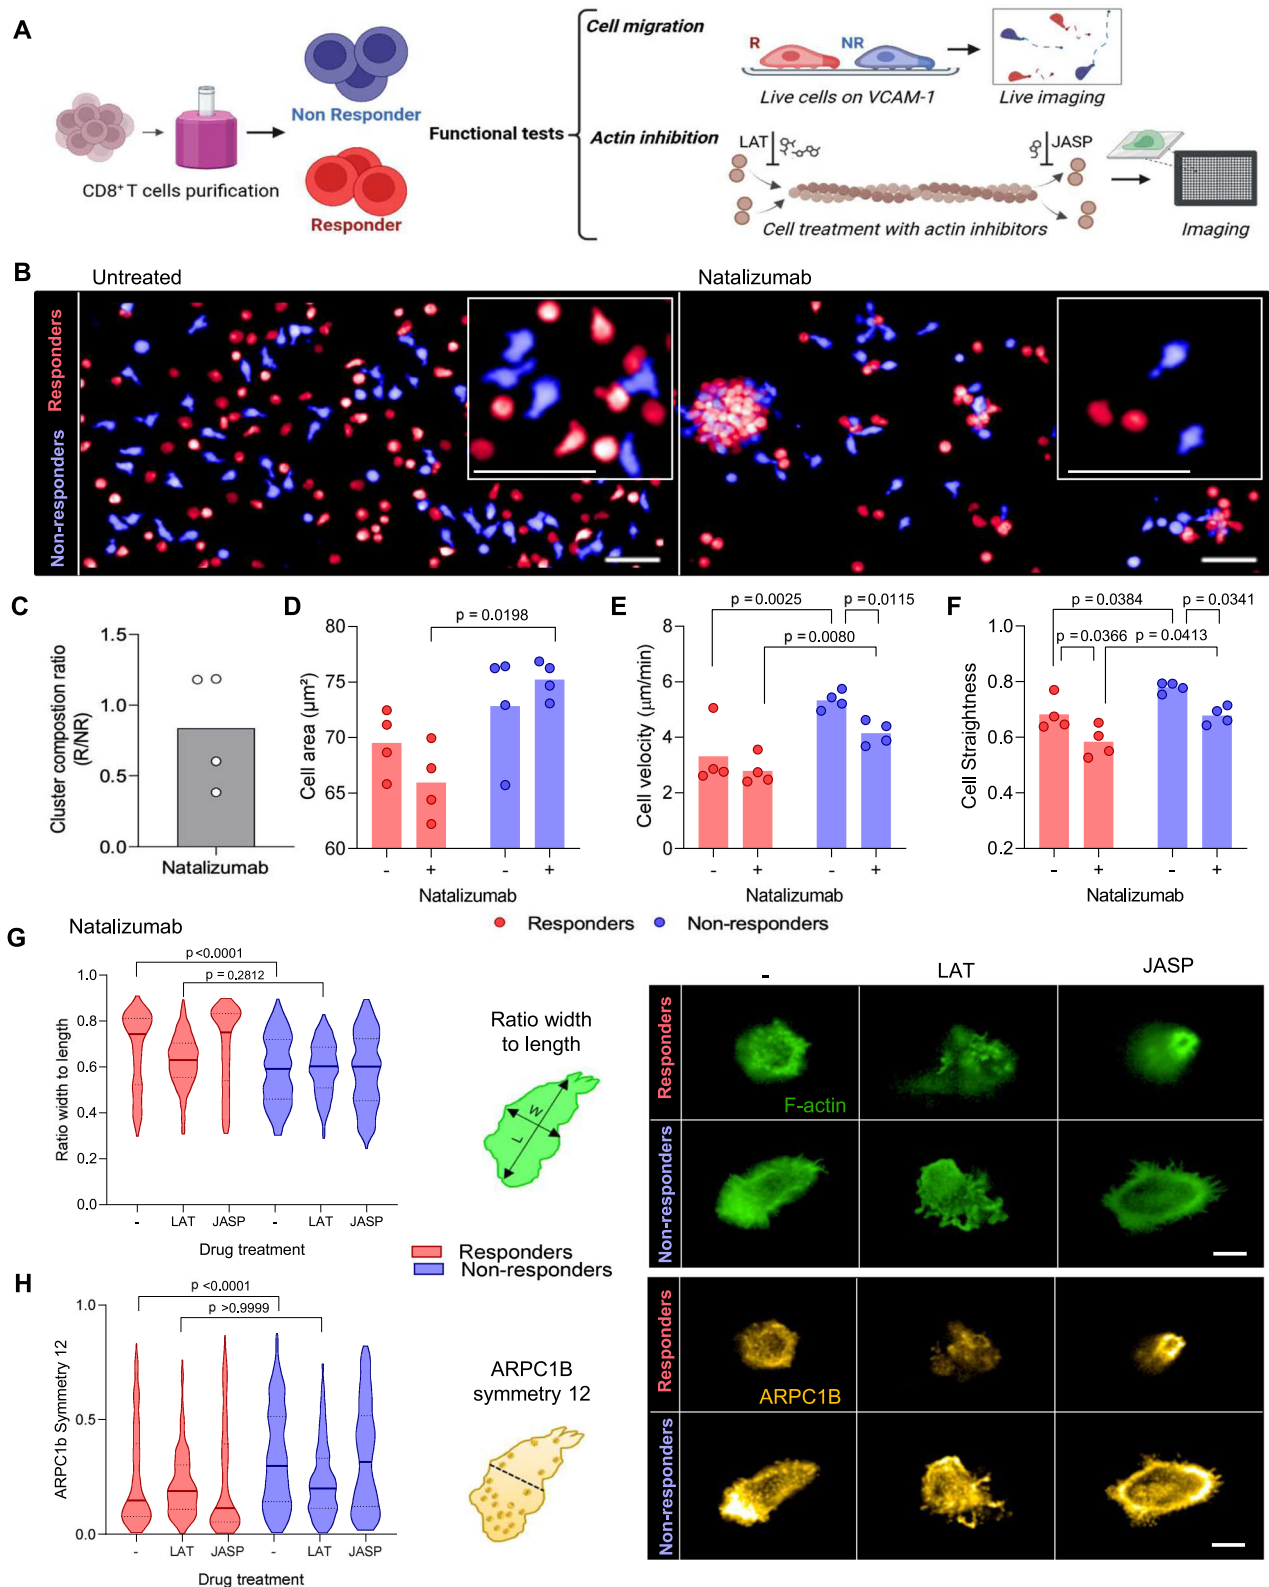 A
CD8⁺ T cells purification
Non Responder
Responder
Functional tests
Cell migration
R
NR
Live cells on VCAM-1
Live imaging
Actin inhibition
LAT
JASP
Cell treatment with actin inhibitors
Imaging
B
Untreated
Natalizumab
Responders
Non-responders
C
Cluster compostion ratio
(R/NR)
1.5
1.0
0.5
0.0
Natalizumab
D
Cell area (µm²)
80
75
70
65
60
p = 0.0198
- + - +
Natalizumab
E
Cell velocity (µm/min)
8
6
4
2
0
p = 0.0025
p = 0.0115
p = 0.0080
- + - +
Natalizumab
F
Cell Straightness
1.0
0.8
0.6
0.4
0.2
p = 0.0384
p = 0.0341
p = 0.0366
p = 0.0413
- + - +
Natalizumab
Responders
Non-responders
G
Natalizumab
p <0.0001
p = 0.2812
Ratio width to length
1.0
0.8
0.6
0.4
0.2
0.0
- LAT JASP - LAT JASP
Drug treatment
Ratio width
to length
W
L
Responders
Non-responders
- LAT JASP
Responders
F-actin
Non-responders
H
p <0.0001
p >0.9999
ARPC1b Symmetry 12
1.0
0.5
0.0
- LAT JASP - LAT JASP
Drug treatment
ARPC1B
symmetry 12
Responders
ARPC1B
Non-responders